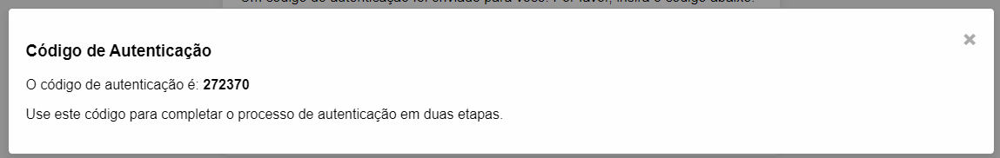 Um código de autenticação foi enviado para você. Por favor, insira o código abaixo.
Código de Autenticação
×
O código de autenticação é: 272370
Use este código para completar o processo de autenticação em duas etapas.